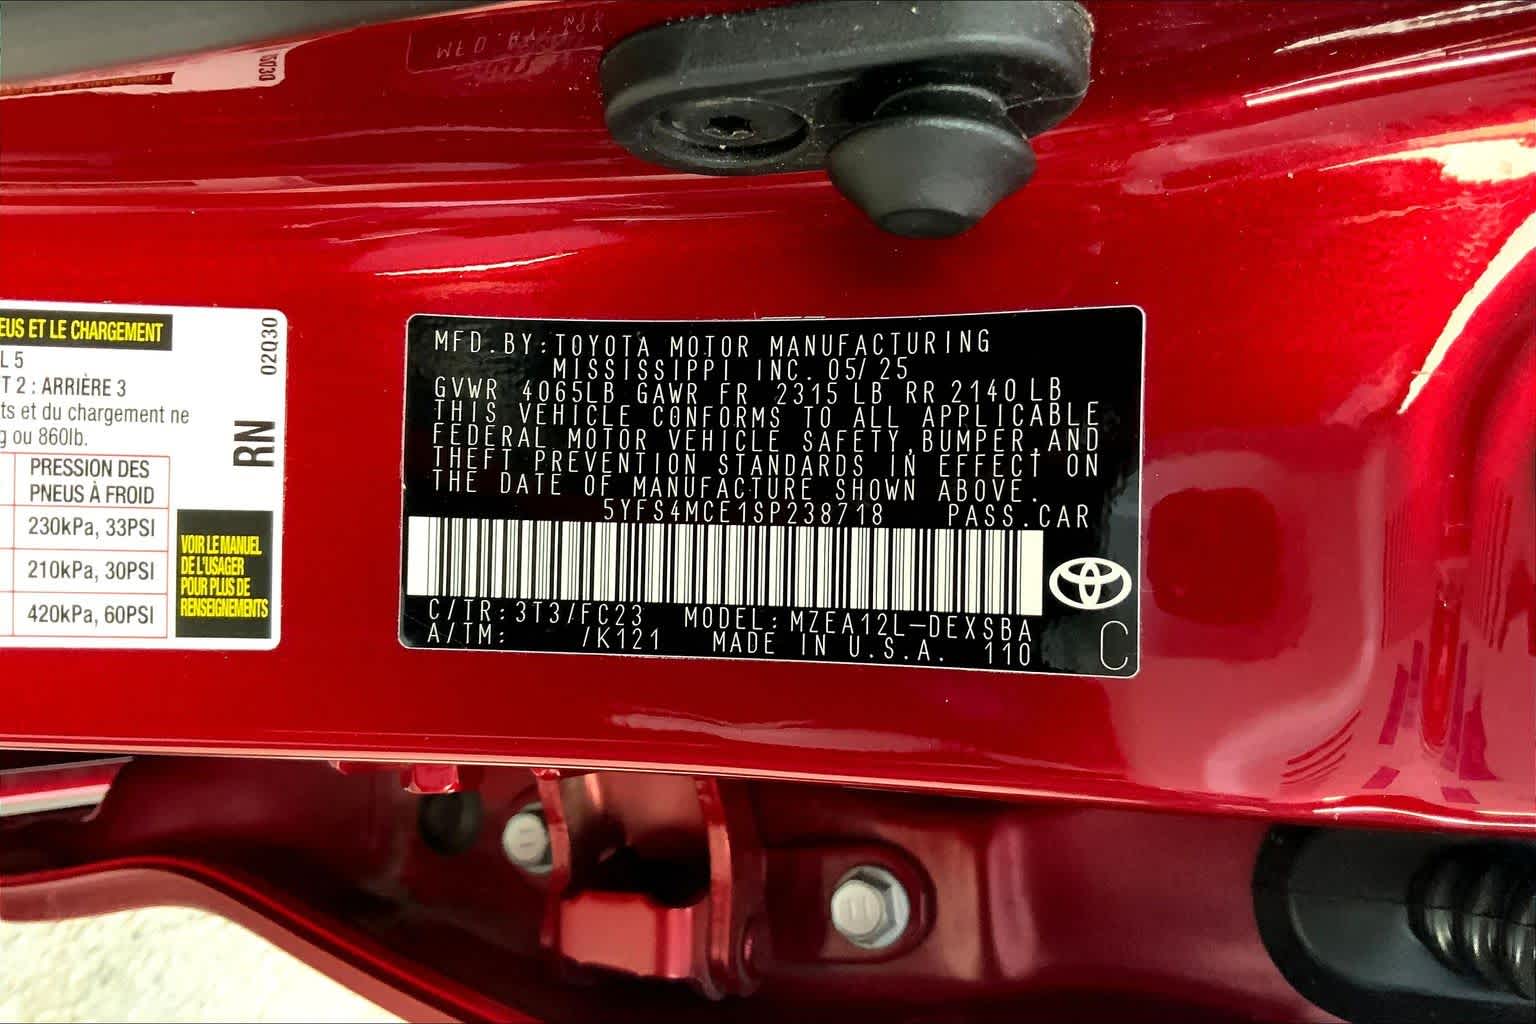 EUS ET LE CHARGEMENT
02Q30
L 5
T 2 : ARRIÈRE 3
ts et du chargement ne
g ou 860lb.
RN
PRESSION DES
PNEUS À FROID
230kPa, 33PSI
210kPa, 30PSI
420kPa, 60PSI
VOIR LE MANUEL
DE L'USAGER
POUR PLUS DE
RENSEIGNEMENTS
MFD.BY:TOYOTA MOTOR MANUFACTURING
MISSISSIPPI INC. 05/25
GVWR 4065LB GAWR FR 2315 LB RR 2140 LB
THIS VEHICLE CONFORMS TO ALL APPLICABLE
FEDERAL MOTOR VEHICLE SAFETY,BUMPER,AND
THEFT PREVENTION STANDARDS IN EFFECT ON
THE DATE OF MANUFACTURE SHOWN ABOVE.
5YFS4MCE1SP238718 PASS.CAR
C/TR:3T3/FC23 MODEL:MZEA12L-DEXSBA
A/TM: /K121 MADE IN U.S.A. 110
C